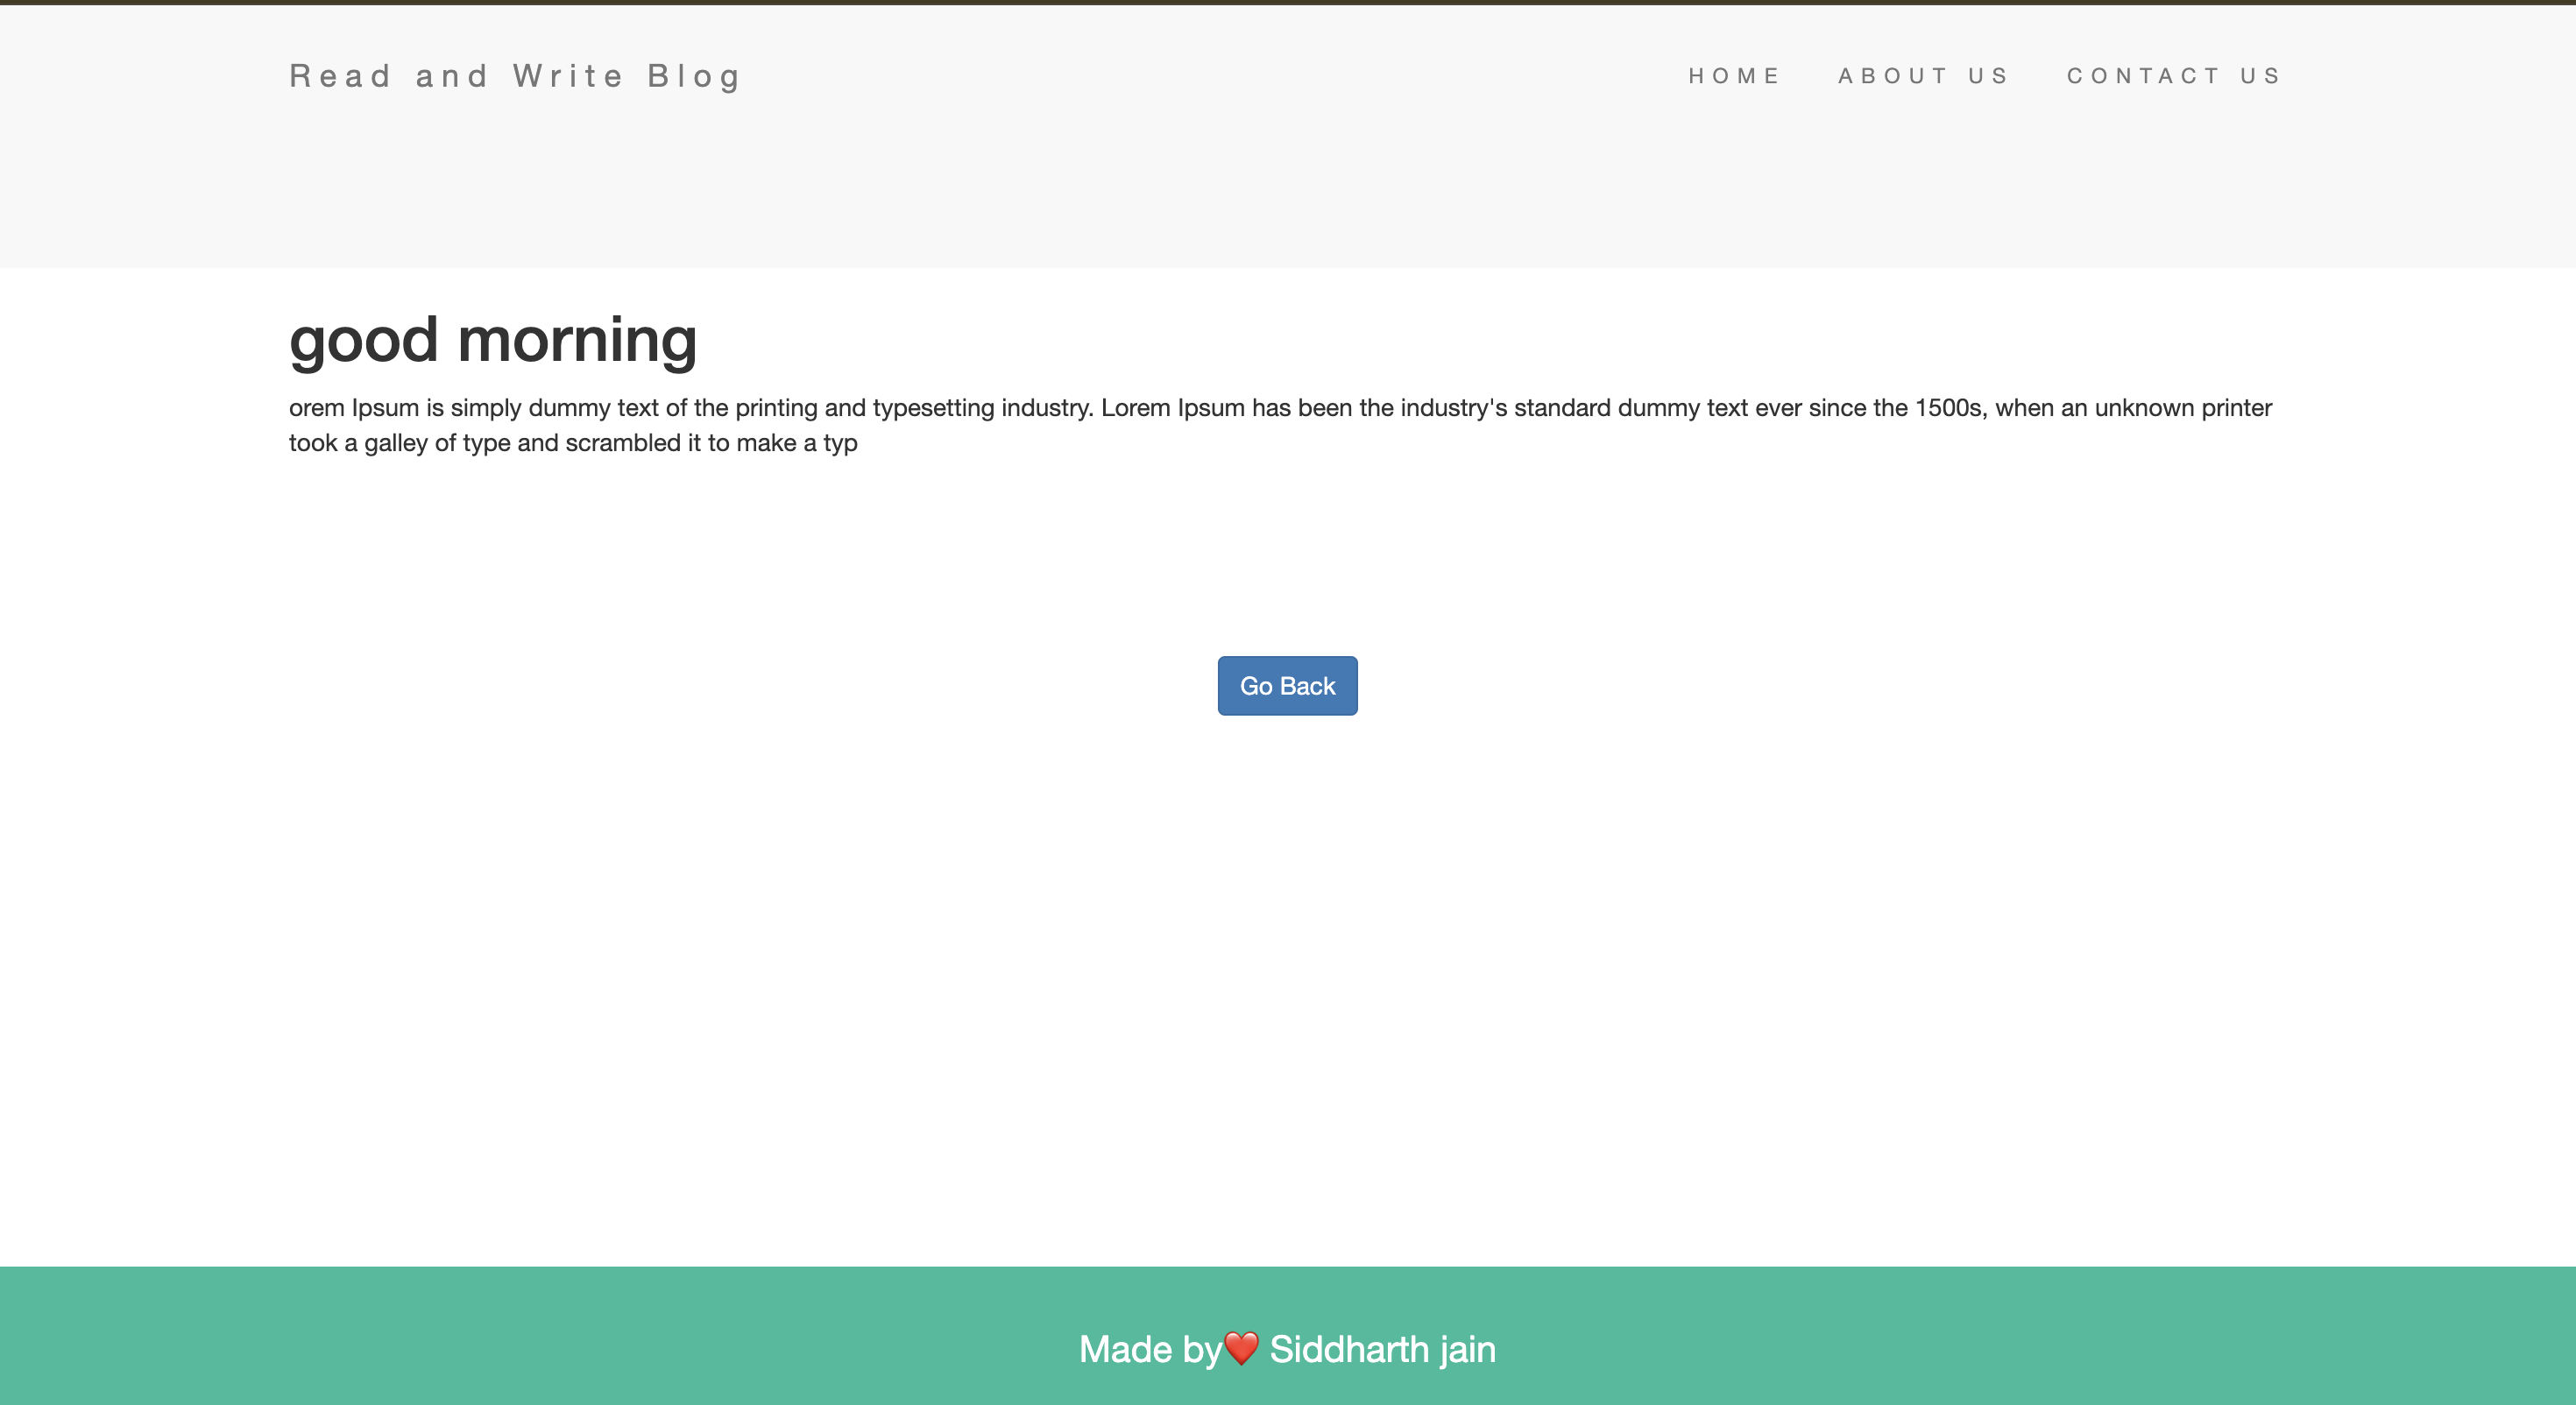 Read and Write Blog
HOME ABOUT US CONTACT US
good morning
orem Ipsum is simply dummy text of the printing and typesetting industry. Lorem Ipsum has been the industry's standard dummy text ever since the 1500s, when an unknown printer
took a galley of type and scrambled it to make a typ
Go Back
Made by❤️ Siddharth jain